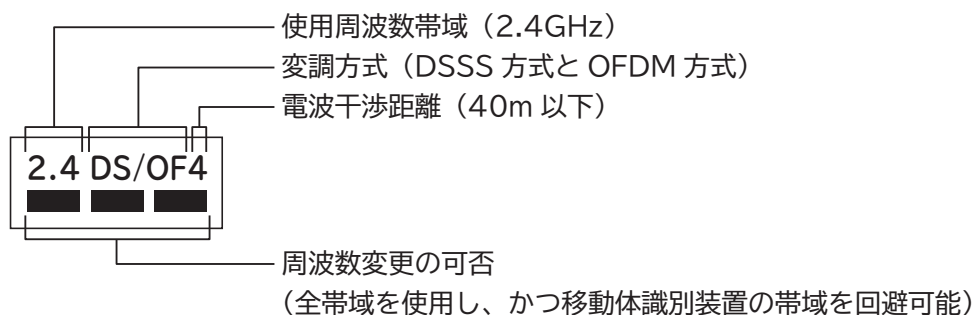 使用周波数帯域（2.4GHz）
変調方式（DSSS 方式と OFDM 方式）
電波干渉距離（40m 以下）
2.4 DS/OF4
周波数変更の可否
（全帯域を使用し、かつ移動体識別装置の帯域を回避可能）